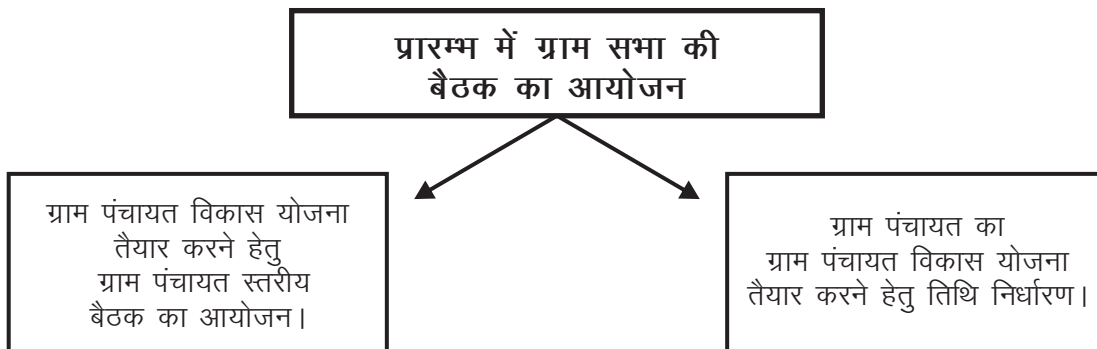 प्रारम्भ में ग्राम सभा की
बैठक का आयोजन
ग्राम पंचायत विकास योजना
तैयार करने हेतु
ग्राम पंचायत स्तरीय
बैठक का आयोजन।
ग्राम पंचायत का
ग्राम पंचायत विकास योजना
तैयार करने हेतु तिथि निर्धारण।